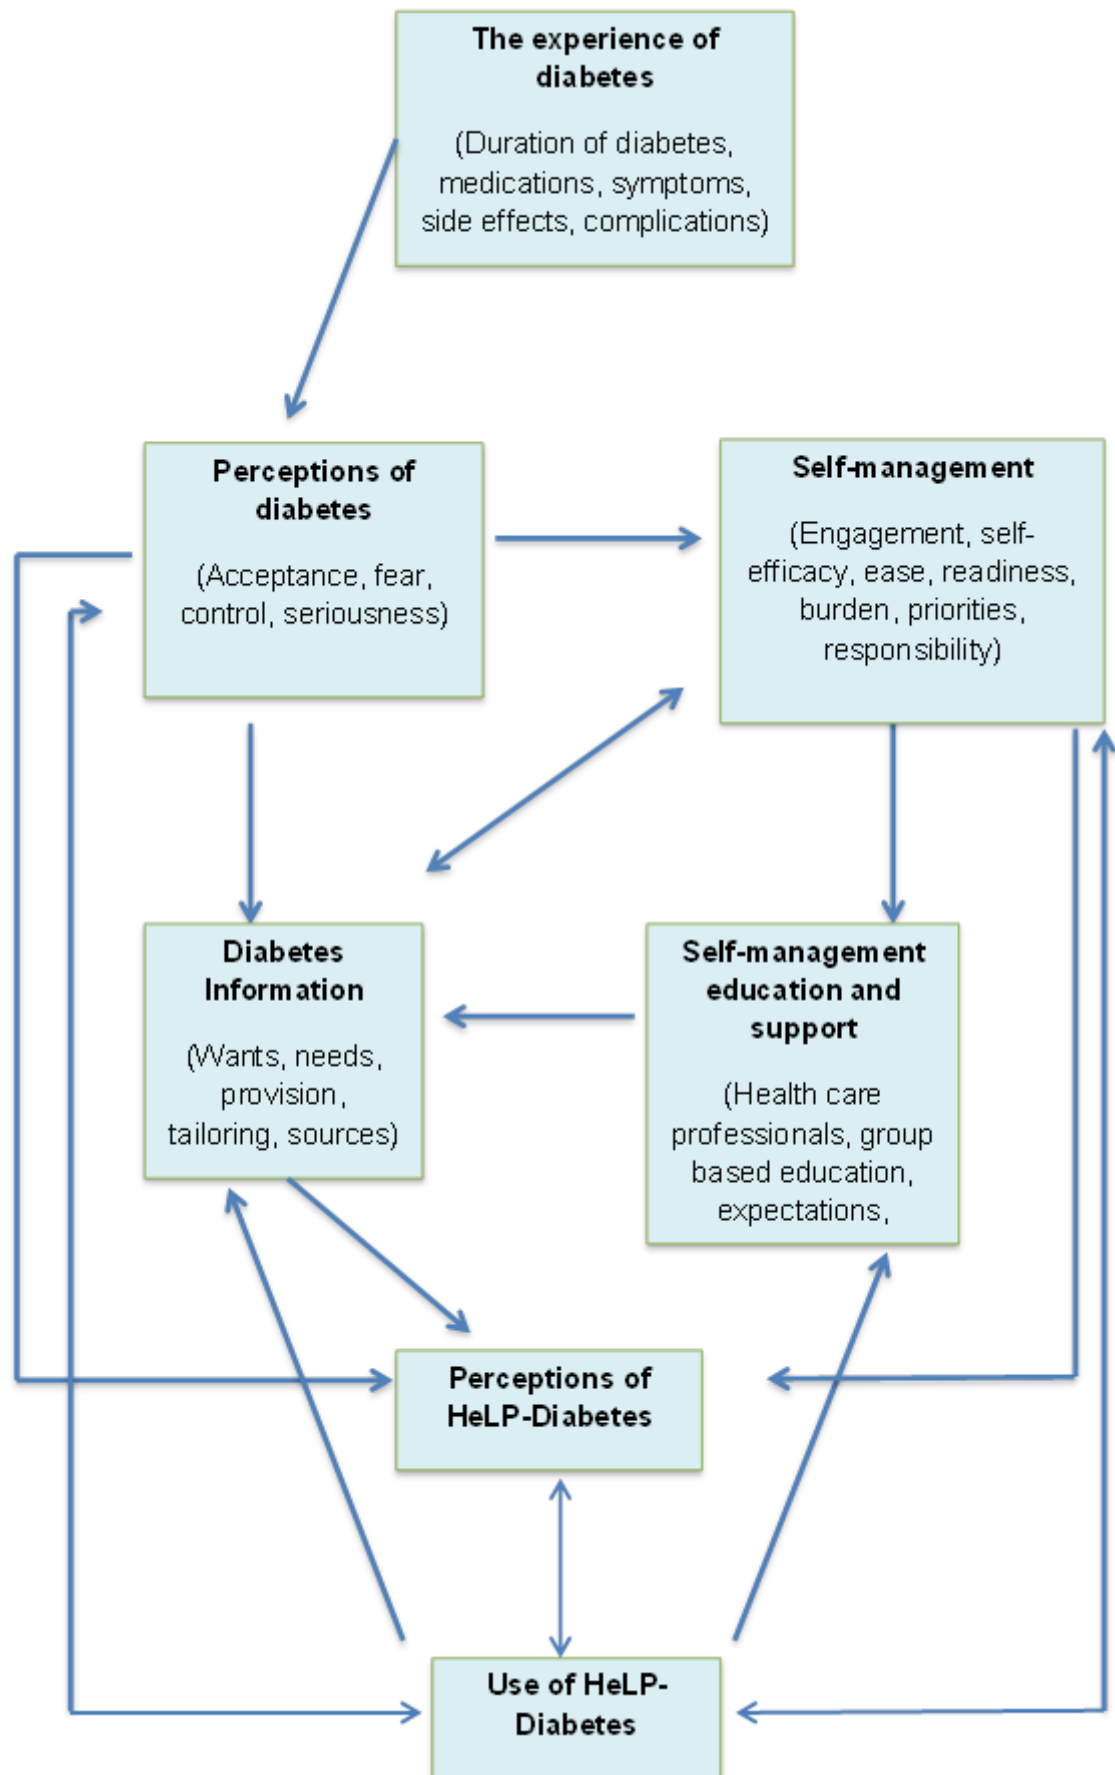 The experience of
diabetes
(Duration of diabetes,
medications, symptoms,
side effects, complications)
Perceptions of
diabetes
(Acceptance, fear,
control, seriousness)
Self-management
(Engagement, self-
efficacy, ease, readiness,
burden, priorities,
responsibility)
Diabetes
Information
(Wants, needs,
provision,
tailoring, sources)
Self-management
education and
support
(Health care
professionals, group
based education,
expectations,
Perceptions of
HeLP-Diabetes
Use of HeLP-
Diabetes